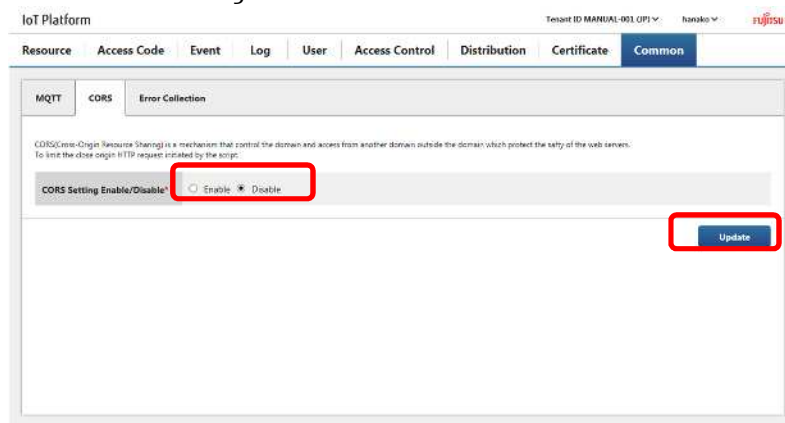 IoT Platform
Tenant ID MANUAL-001 (JP) hanako FUJITSU
Resource Access Code Event Log User Access Control Distribution Certificate Common
MQTT CORS Error Collection
CORS(Cross-Origin Resource Sharing) is a mechanism that control the domain and access from another domain outside the domain which protect the safty of the web servers.
To limit the close origin HTTP request initiated by the script.
CORS Setting Enable/Disable* Enable Disable
Update